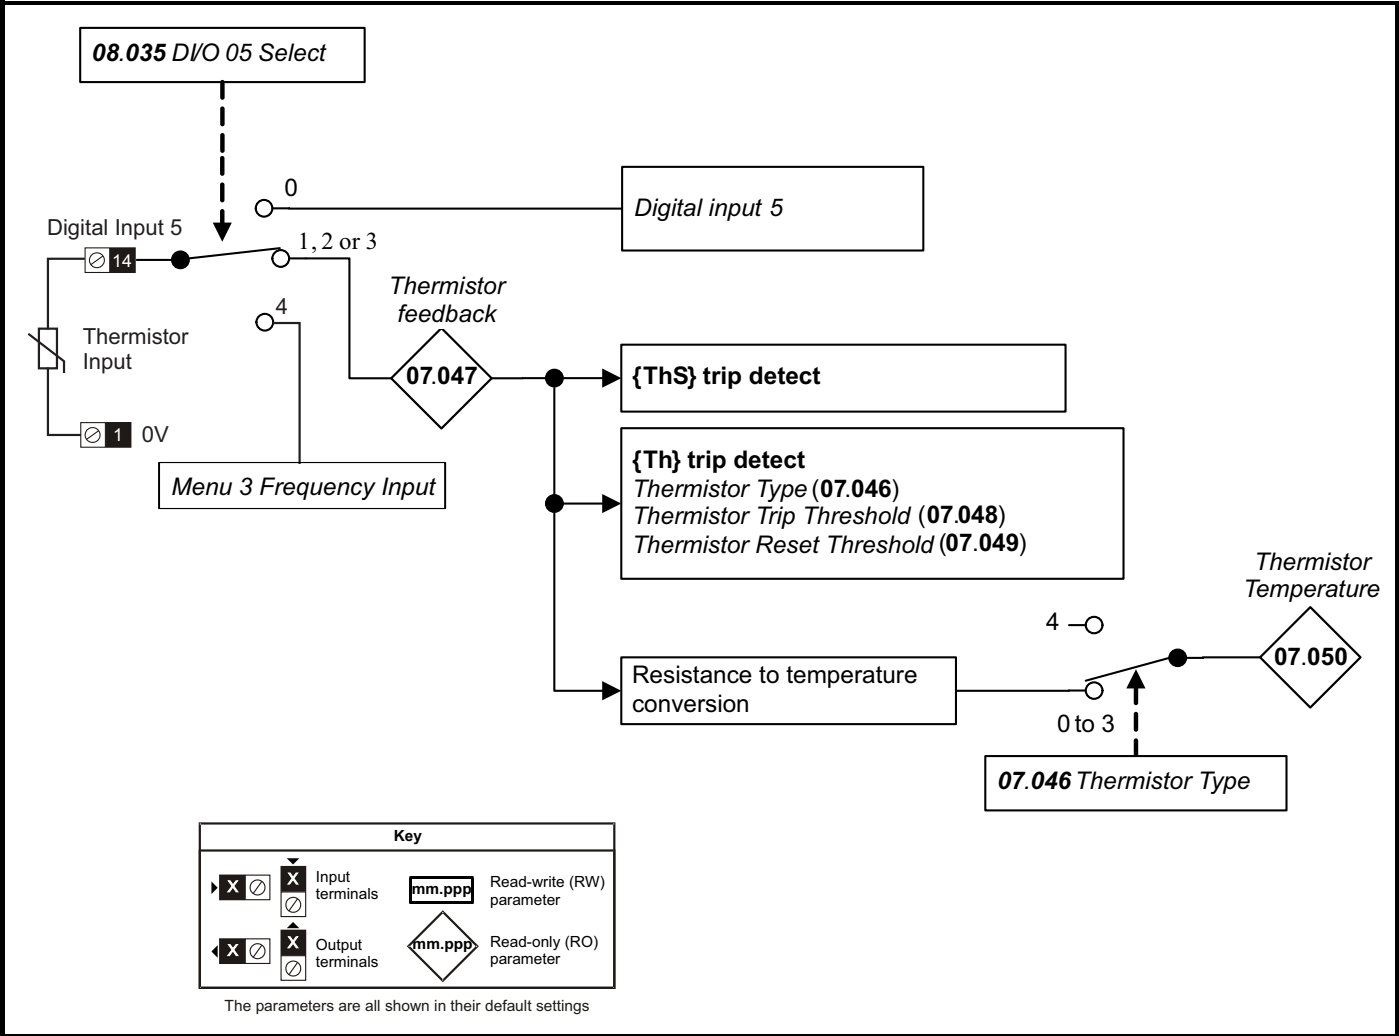 08.035 DI/O 05 Select
0
Digital input 5
Digital Input 5
1, 2 or 3
14
4
Thermistor
Input
1
0V
Menu 3 Frequency Input
Thermistor
feedback
07.047
{ThS} trip detect
{Th} trip detect
Thermistor Type (07.046)
Thermistor Trip Threshold (07.048)
Thermistor Reset Threshold (07.049)
Resistance to temperature
conversion
4
0 to 3
Thermistor
Temperature
07.050
07.046 Thermistor Type
Key
X
X
Input
terminals
mm.ppp
Read-write (RW)
parameter
X
X
Output
terminals
mm.ppp
Read-only (RO)
parameter
The parameters are all shown in their default settings